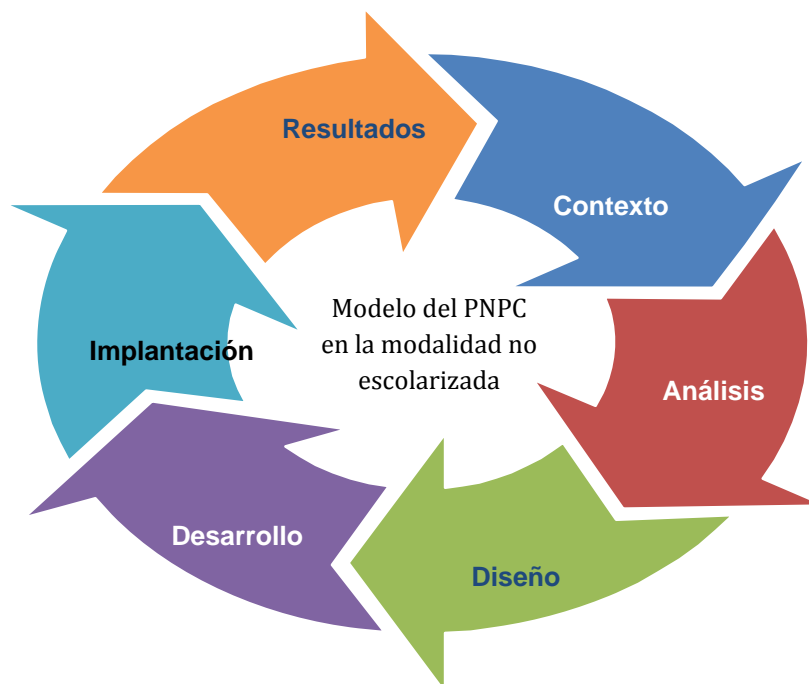 Resultados
Contexto
Modelo del PNPC
en la modalidad no
escolarizada
Implantación
Análisis
Desarrollo
Diseño